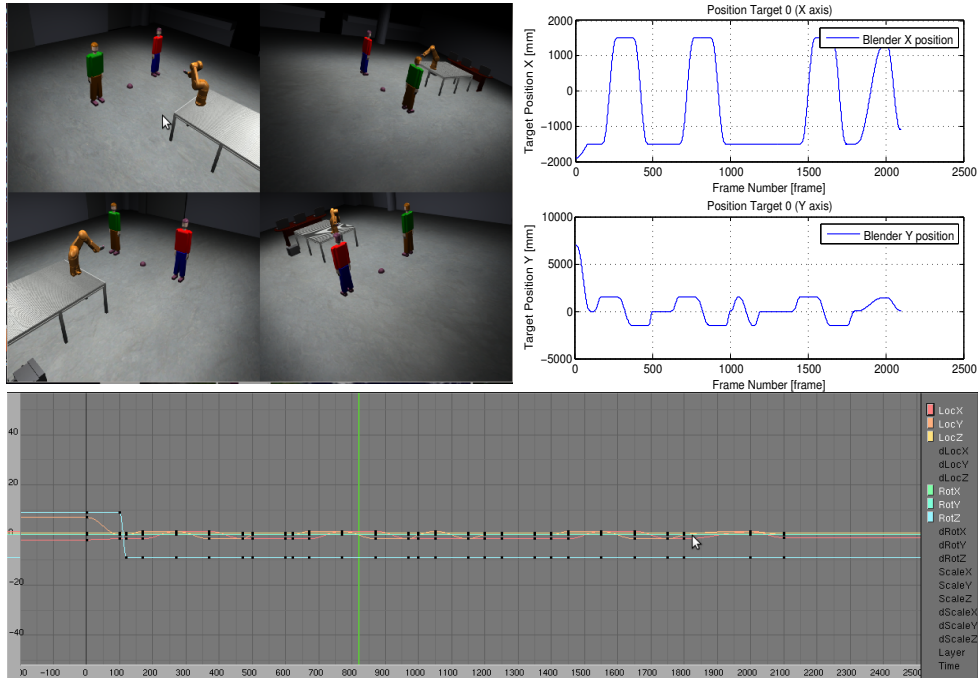 Position Target 0 (X axis)
2000
1000
0
−1000
−2000
Target Position X [mm]
Blender X position
0 500 1000 1500 2000 2500
Frame Number [frame]
Position Target 0 (Y axis)
10000
5000
0
−5000
Target Position Y [mm]
Blender Y position
0 500 1000 1500 2000 2500
Frame Number [frame]
40
20
0
-20
-40
LocX
LocY
LocZ
dLocX
dLocY
dLocZ
RotX
RotY
RotZ
dRotX
dRotY
dRotZ
ScaleX
ScaleY
ScaleZ
dScaleX
dScaleY
dScaleZ
Layer
Time
00 -100 0 100 200 300 400 500 600 700 800 900 1000 1100 1200 1300 1400 1500 1600 1700 1800 1900 2000 2100 2200 2300 2400 2500